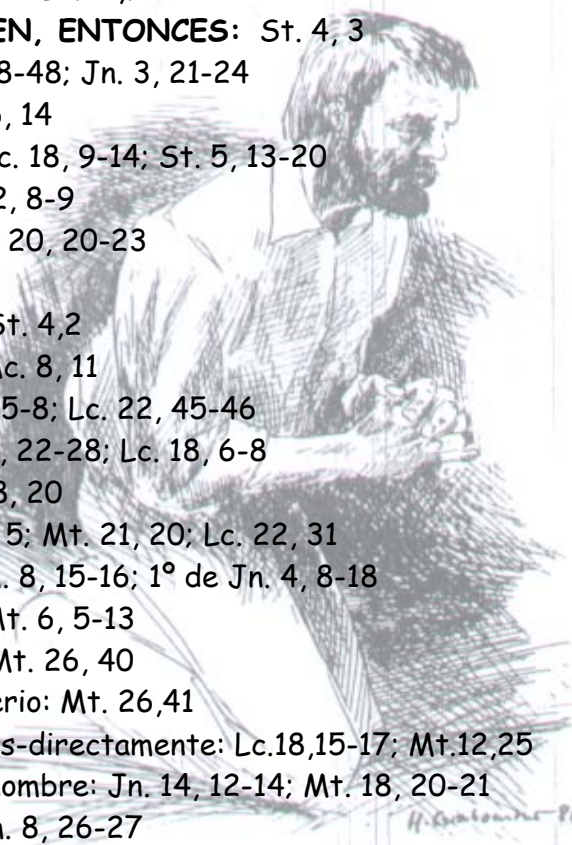 EN, ENTONCES: St. 4, 3
8-48; Jn. 3, 21-24
, 14
c. 18, 9-14; St. 5, 13-20
2, 8-9
20, 20-23
St. 4,2
c. 8, 11
5-8; Lc. 22, 45-46
, 22-28; Lc. 18, 6-8
, 20
5; Mt. 21, 20; Lc. 22, 31
. 8, 15-16; 1º de Jn. 4, 8-18
t. 6, 5-13
Mt. 26, 40
erio: Mt. 26,41
s-directamente: Lc.18,15-17; Mt.12,25
ombre: Jn. 14, 12-14; Mt. 18, 20-21
. 8, 26-27